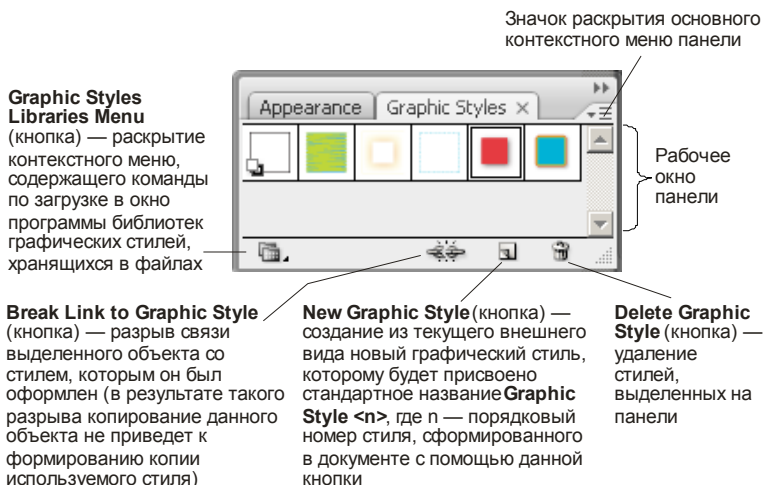 Значок раскрытия основного
контекстного меню панели
Graphic Styles
Libraries Menu
(кнопка) — раскрытие
контекстного меню,
содержащего команды
по загрузке в окно
программы библиотек
графических стилей,
хранящихся в файлах
Appearance Graphic Styles ×
Рабочее
окно
панели
Break Link to Graphic Style
(кнопка) — разрыв связи
выделенного объекта со
стилем, которым он был
оформлен (в результате такого
разрыва копирование данного
объекта не приведет к
формированию копии
используемого стиля)
New Graphic Style (кнопка) —
создание из текущего внешнего
вида новый графический стиль,
которому будет присвоено
стандартное название Graphic
Style <n>, где n — порядковый
номер стиля, сформированного
в документе с помощью данной
кнопки
Delete Graphic
Style (кнопка) —
удаление
стилей,
выделенных на
панели